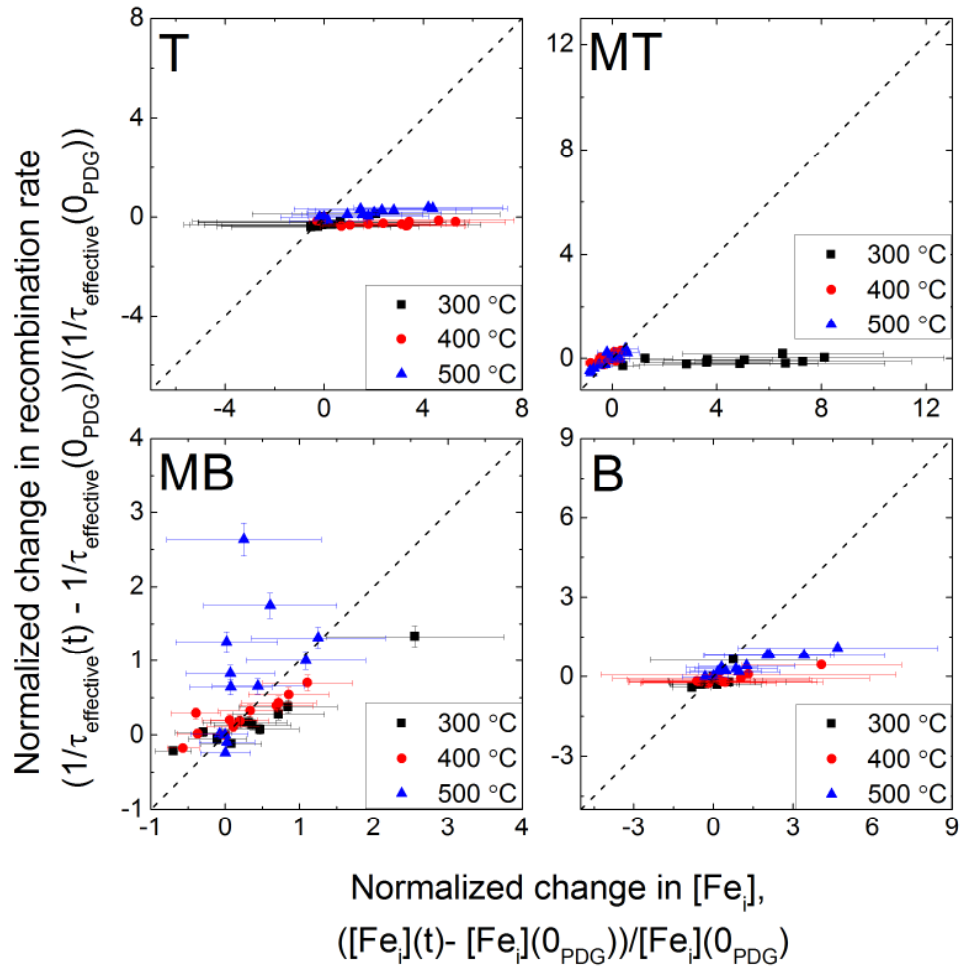 Normalized change in recombination rate
(1/τeffective(t) - 1/τeffective(0PDG))/(1/τeffective(0PDG))
T
8
4
0
-4
-4
0
4
8
300 °C
400 °C
500 °C
MT
12
8
4
0
0
4
8
12
300 °C
400 °C
500 °C
MB
4
3
2
1
0
-1
-1
0
1
2
3
4
300 °C
400 °C
500 °C
B
9
6
3
0
-3
-3
0
3
6
9
300 °C
400 °C
500 °C
Normalized change in [Fei],
([Fei](t)- [Fei](0PDG))/[Fei](0PDG)